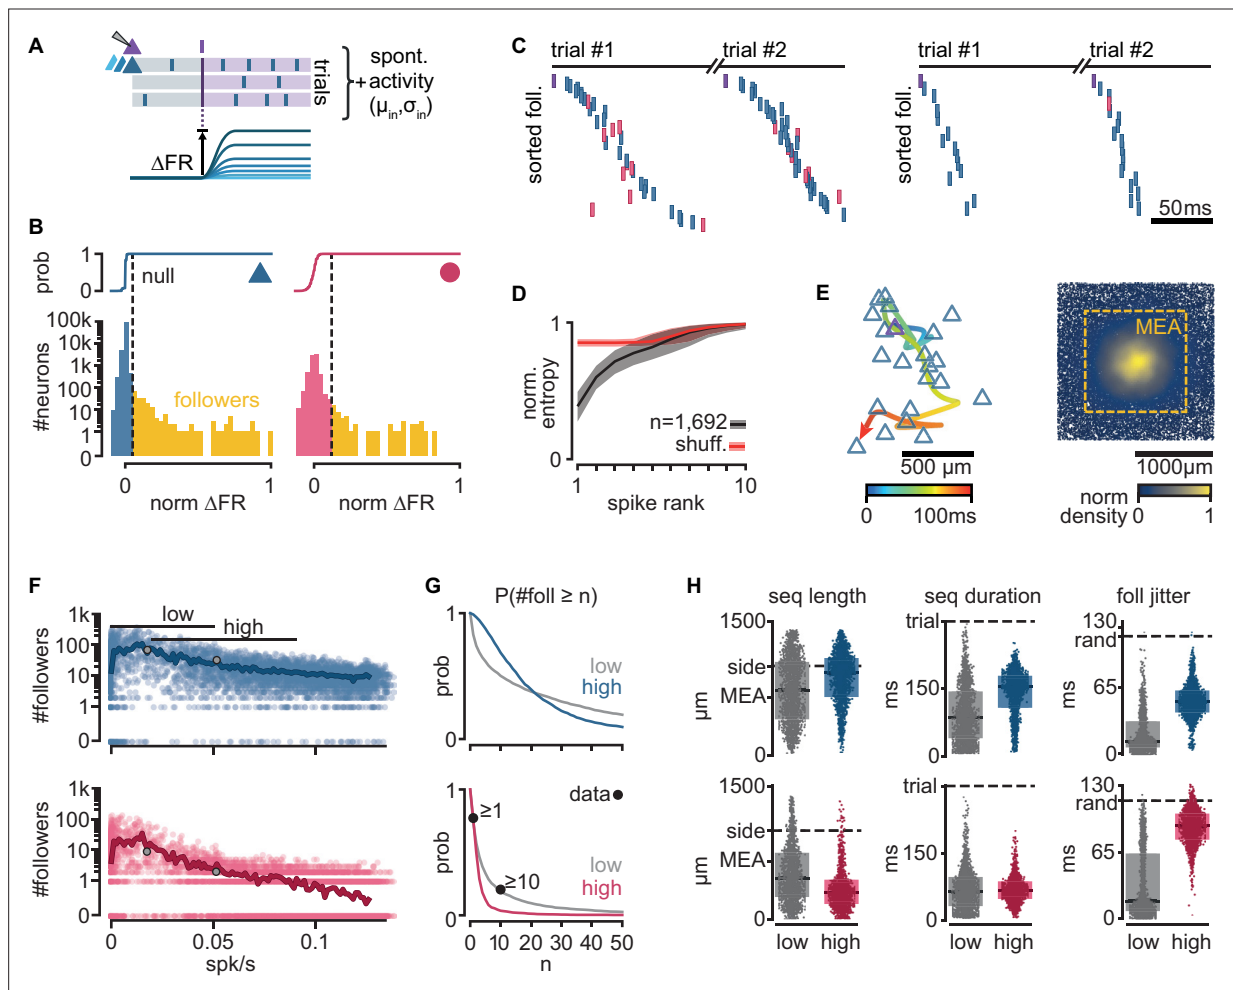 A
trials
+
spont.
activity
(μin,σin)
ΔFR
B
prob
1
0
null
#neurons
100k
10k
1k
100
10
1
0
followers
0 1
norm ΔFR
0 1
norm ΔFR
C
trial #1 trial #2
sorted foll.
trial #1 trial #2
sorted foll.
50ms
D
norm.
entropy
1
0
n=1,692
shuff.
1 10
spike rank
E
500 μm
0 100ms
MEA
1000μm
norm
density 0 1
F
#followers
1k
100
10
1
0
low
high
#followers
1k
100
10
1
0
0 0.05 0.1
spk/s
G
P(#foll ≥ n)
prob
1
0
low
high
0 10 20 30 40 50
prob
1
0
data
≥1
≥10
low
high
0 10 20 30 40 50
n
H
seq length
μm
1500
side
MEA
0
seq duration
ms
trial
150
0
foll jitter
ms
130
rand
65
0
μm
1500
side
MEA
0
low high
ms
trial
150
0
low high
ms
130
rand
65
0
low high